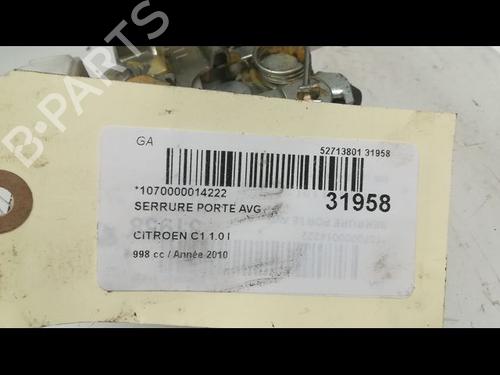 B-PARTS
GA
52713801 31958
*1070000014222
31958
SERRURE PORTE AVG
CITROEN C1 1.0 I
998 cc / Année 2010